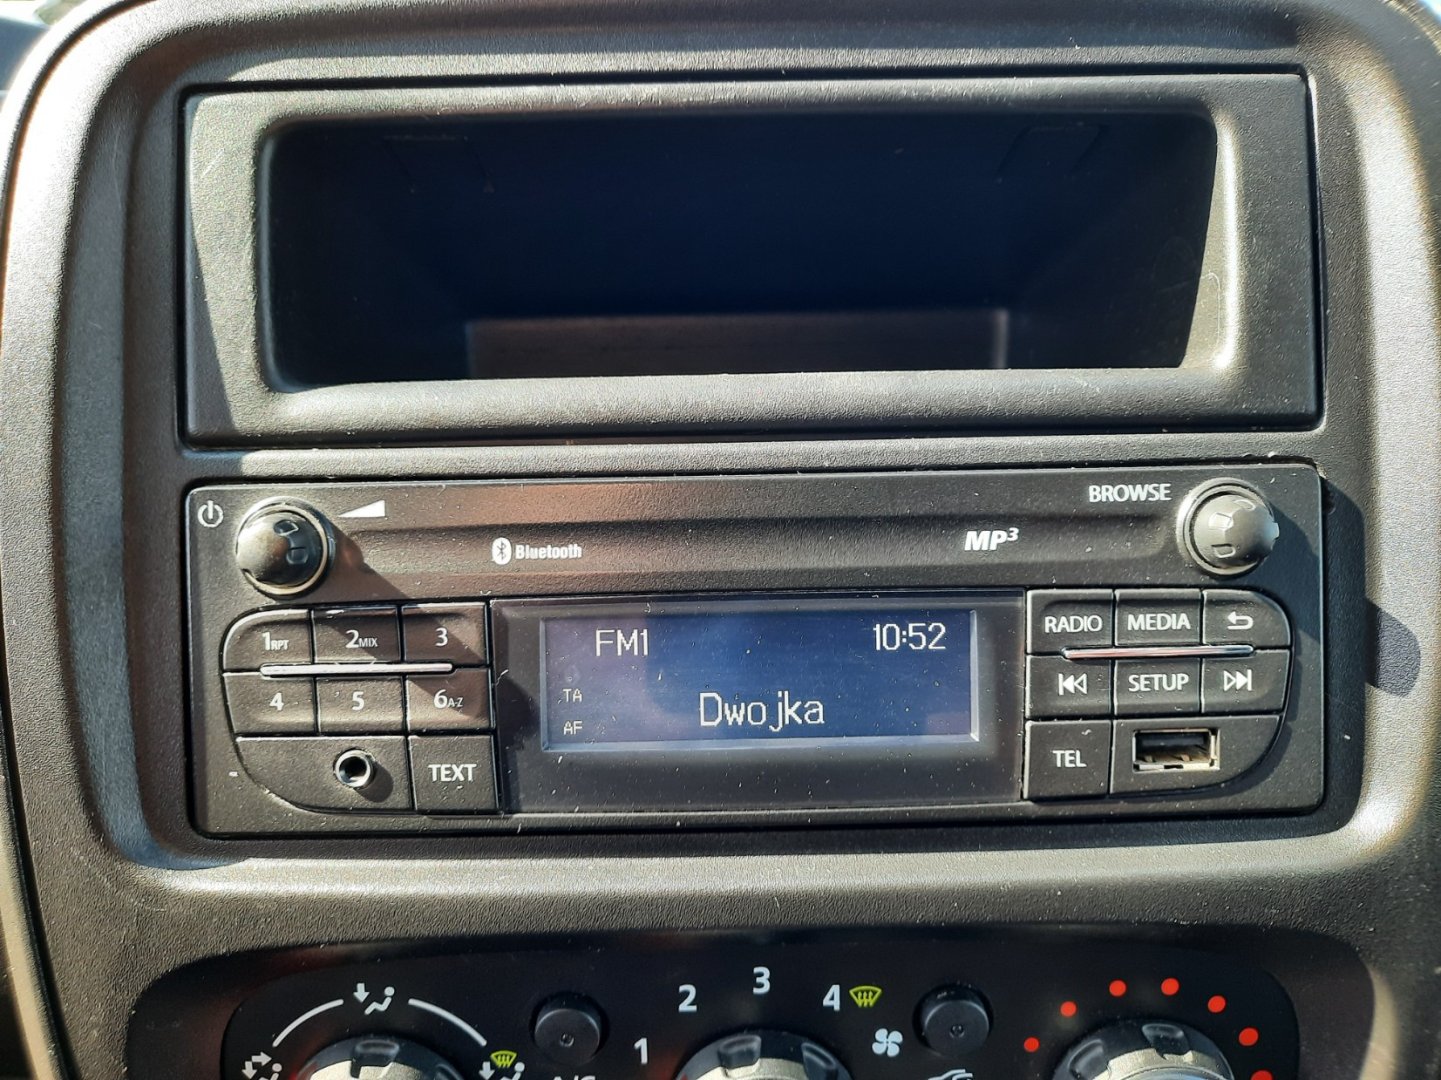 BROWSE
Bluetooth
MP3
1RPT 2MIX 3
FM1 10:52
RADIO MEDIA
4 5 6A-Z
TA
Dwojka
SETUP
AF
TEXT
TEL
1 2 3 4
A/C